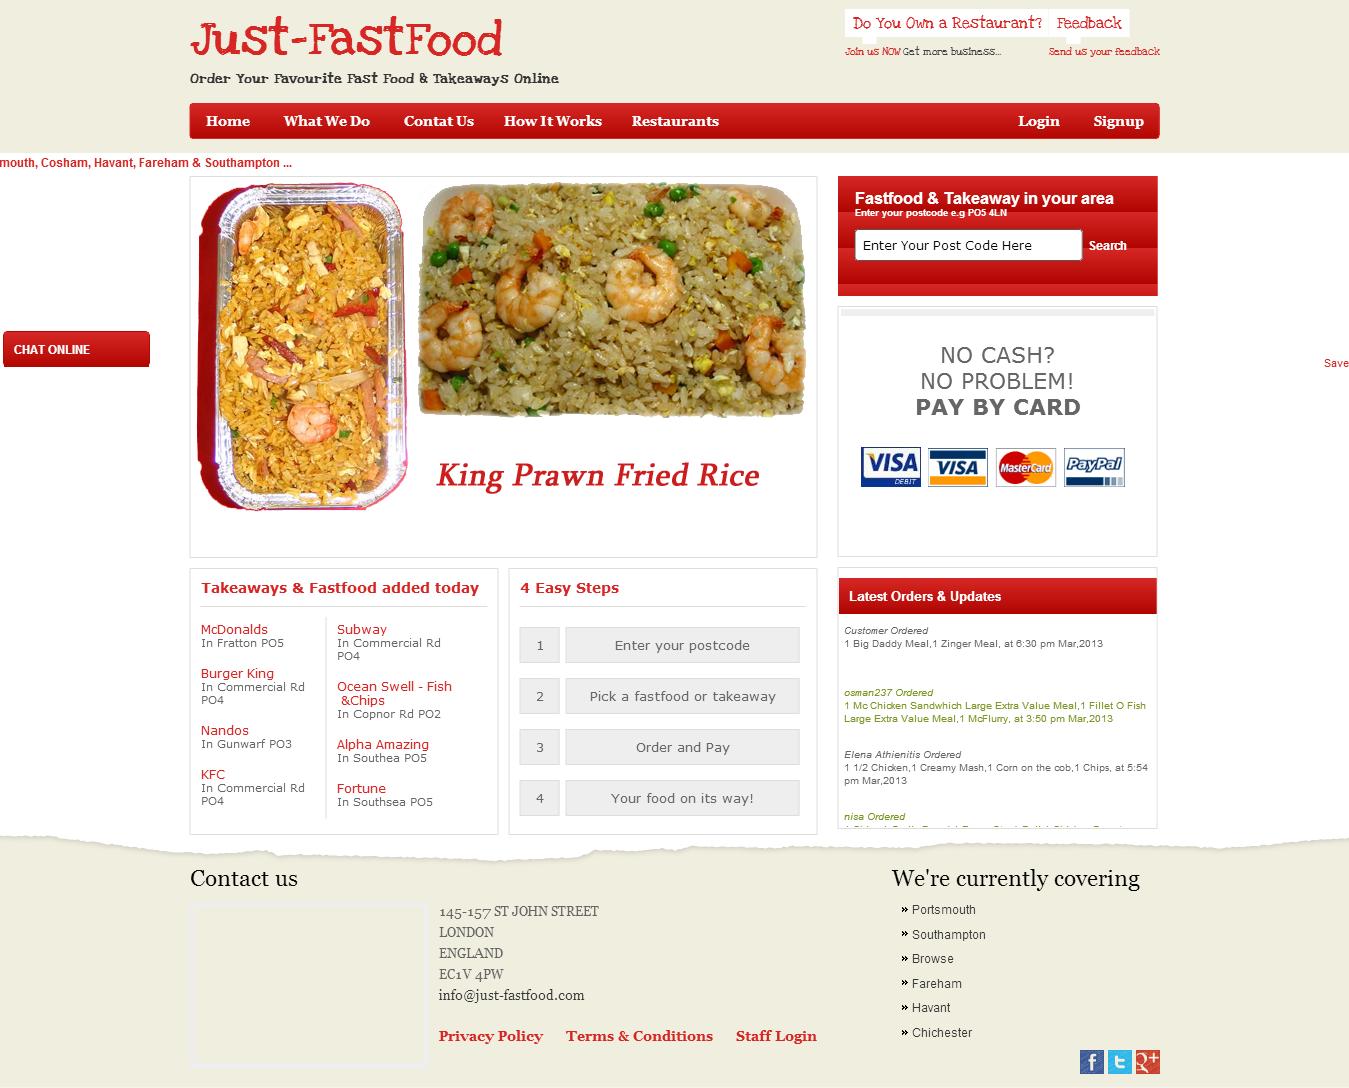 Just-FastFood
Order Your Favourite Fast Food & Takeaways Online
Do You Own a Restaurant?
Join us NOW Get more business...
Feedback
Send us your feedback
Home
What We Do
Contat Us
How It Works
Restaurants
Login
Signup
mouth, Cosham, Havant, Fareham & Southampton ...
CHAT ONLINE
King Prawn Fried Rice
Fastfood & Takeaway in your area
Enter your postcode e.g PO5 4LN
Enter Your Post Code Here
Search
NO CASH?
NO PROBLEM!
PAY BY CARD
VISA
DEBIT
VISA
MasterCard
PayPal
Save
Takeaways & Fastfood added today
McDonalds
In Fratton PO5
Burger King
In Commercial Rd
PO4
Nandos
In Gunwarf PO3
KFC
In Commercial Rd
PO4
Subway
In Commercial Rd
PO4
Ocean Swell - Fish
&Chips
In Copnor Rd PO2
Alpha Amazing
In Southea PO5
Fortune
In Southsea PO5
4 Easy Steps
1 Enter your postcode
2 Pick a fastfood or takeaway
3 Order and Pay
4 Your food on its way!
Latest Orders & Updates
Customer Ordered
1 Big Daddy Meal,1 Zinger Meal, at 6:30 pm Mar,2013
osman237 Ordered
1 Mc Chicken Sandwhich Large Extra Value Meal,1 Fillet O Fish
Large Extra Value Meal,1 McFlurry, at 3:50 pm Mar,2013
Elena Athienitis Ordered
1 1/2 Chicken,1 Creamy Mash,1 Corn on the cob,1 Chips, at 5:54
pm Mar,2013
nisa Ordered
Contact us
145-157 ST JOHN STREET
LONDON
ENGLAND
EC1V 4PW
info@just-fastfood.com
Privacy Policy
Terms & Conditions
Staff Login
We're currently covering
Portsmouth
Southampton
Browse
Fareham
Havant
Chichester